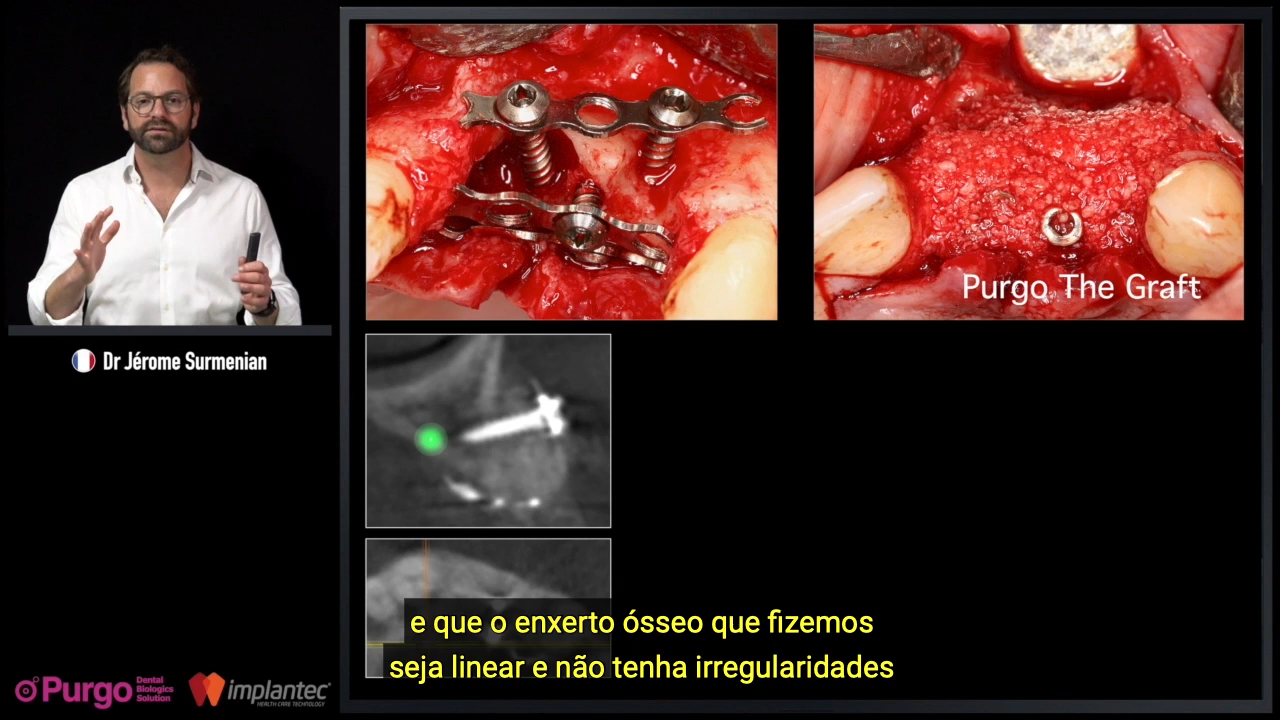 Purgo The Graft
Dr Jérome Surmenian
e que o enxerto ósseo que fizemos
seja linear e não tenha irregularidades
Purgo Dental
Biologics
Solution
implantec
HEALTH CARE TECHNOLOGY